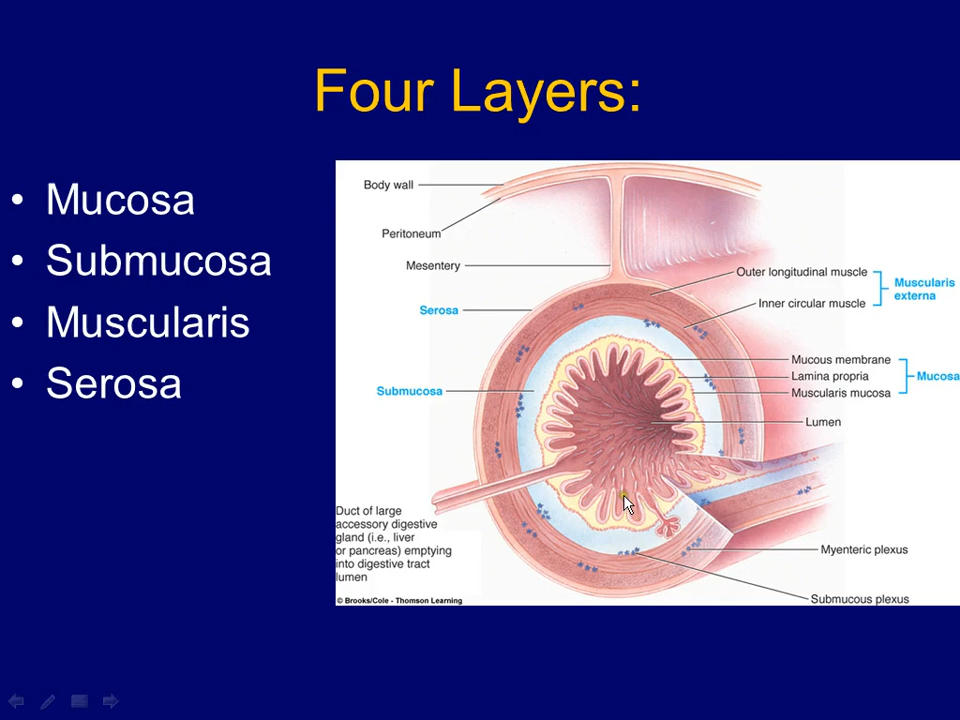 Four Layers:
• Mucosa
• Submucosa
• Muscularis
• Serosa
Body wall
Peritoneum
Mesentery
Serosa
Submucosa
Outer longitudinal muscle
Inner circular muscle
Muscularis
externa
Mucous membrane
Lamina propria
Muscularis mucosa
Mucosa
Lumen
Duct of large
accessory digestive
gland (i.e., liver
or pancreas) emptying
into digestive tract
lumen
Myenteric plexus
Submucous plexus
© Brooks/Cole - Thomson Learning